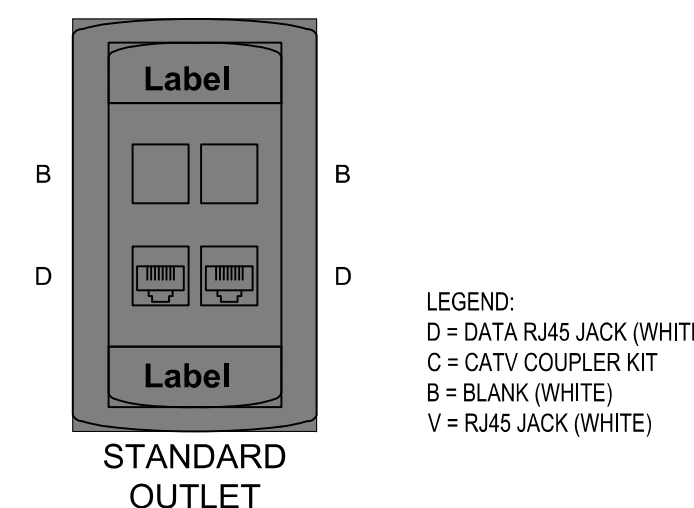 Label
B B
D D
Label
STANDARD
OUTLET
LEGEND:
D = DATA RJ45 JACK (WHIT
C = CATV COUPLER KIT
B = BLANK (WHITE)
V = RJ45 JACK (WHITE)